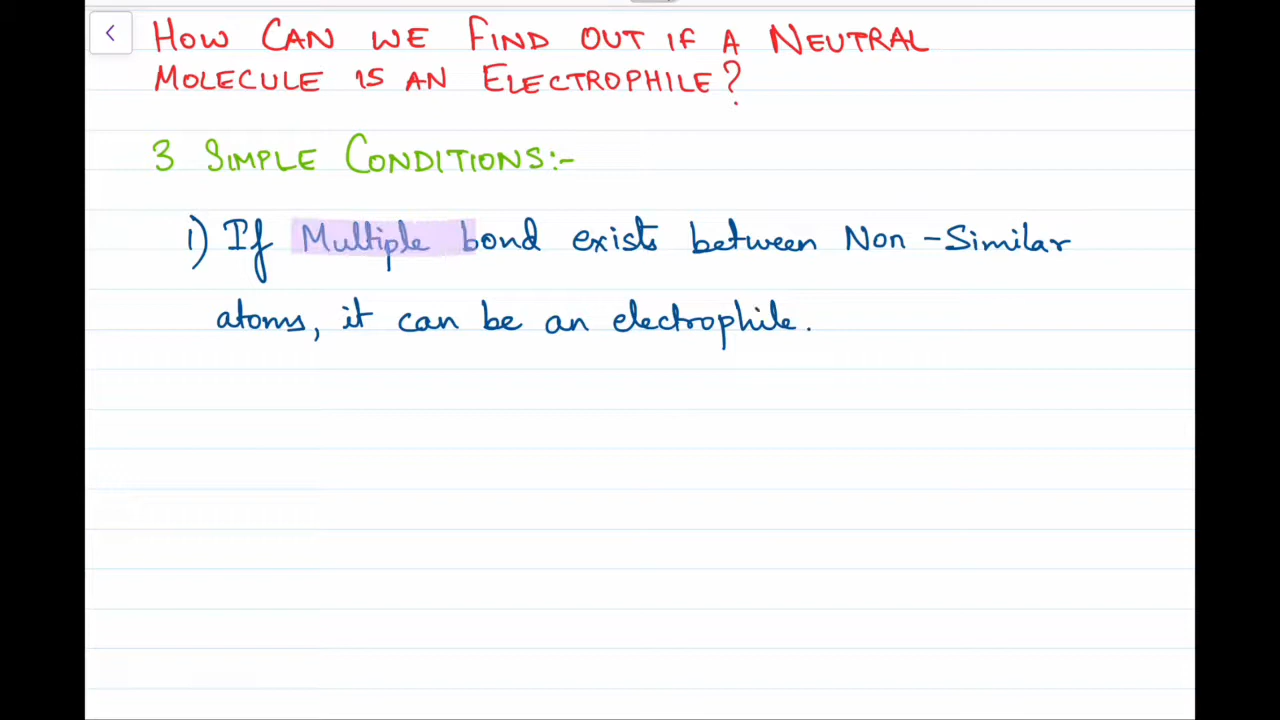 HOW CAN WE FIND OUT IF A NEUTRAL
MOLECULE IS AN ELECTROPHILE?
3 SIMPLE CONDITIONS:-
1) If Multiple bond exists between Non-Similar
atoms, it can be an electrophile.